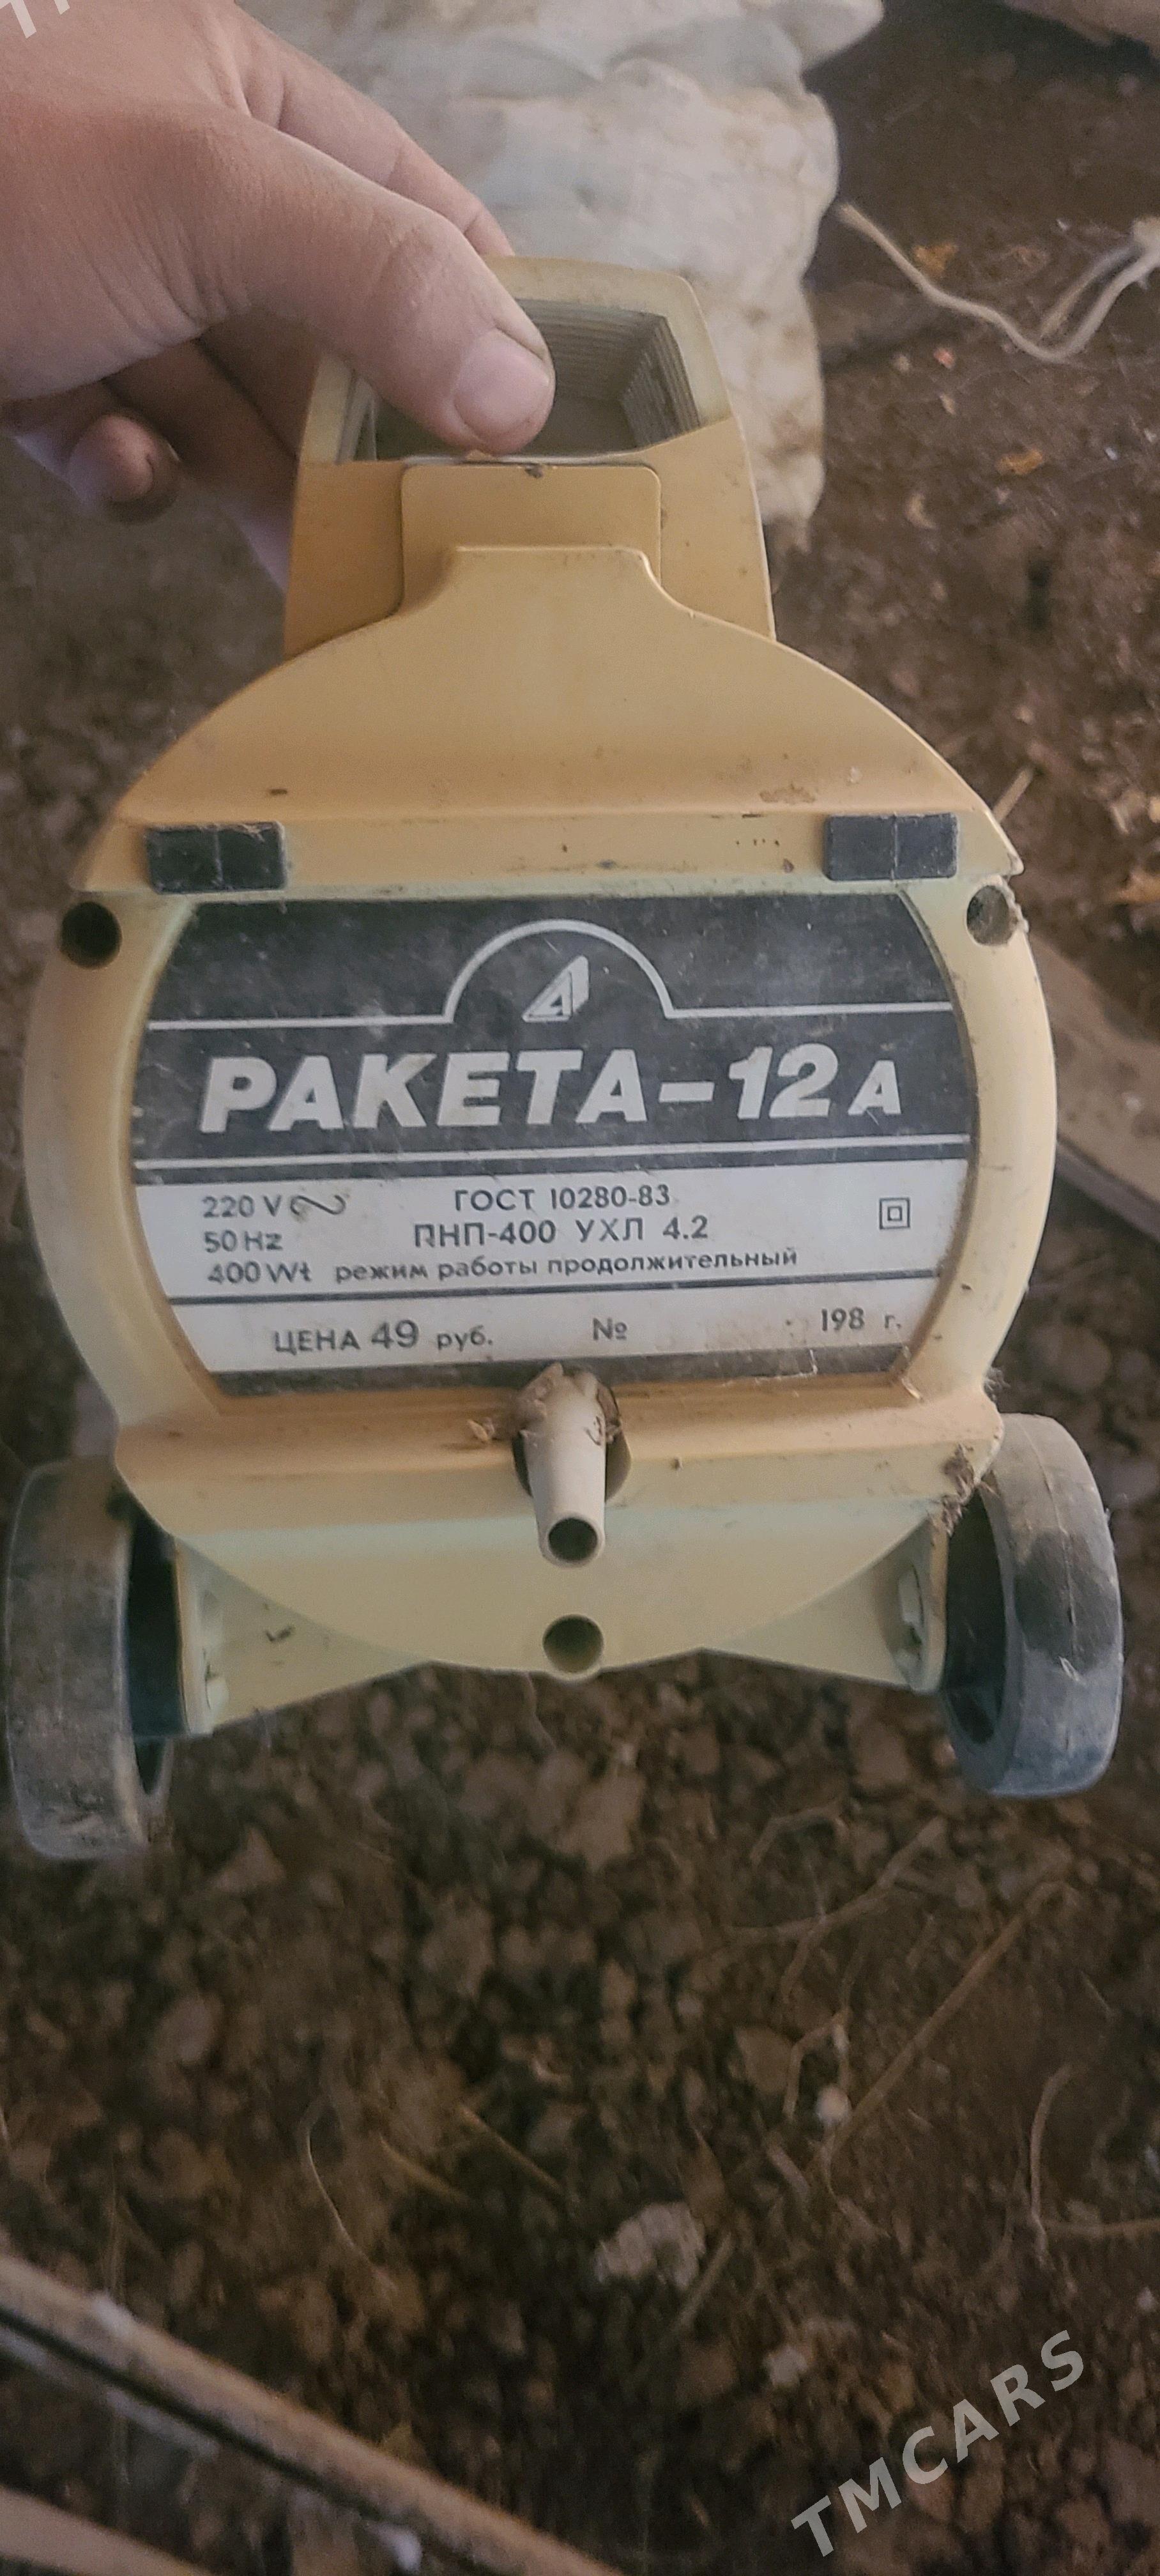 РАКЕТА-12А
220 V ГОСТ 10280-83
50 Hz ПНП-400 УХЛ 4.2
400 Wt режим работы продолжительный
ЦЕНА 49 руб. № 198 г.
TMCARS